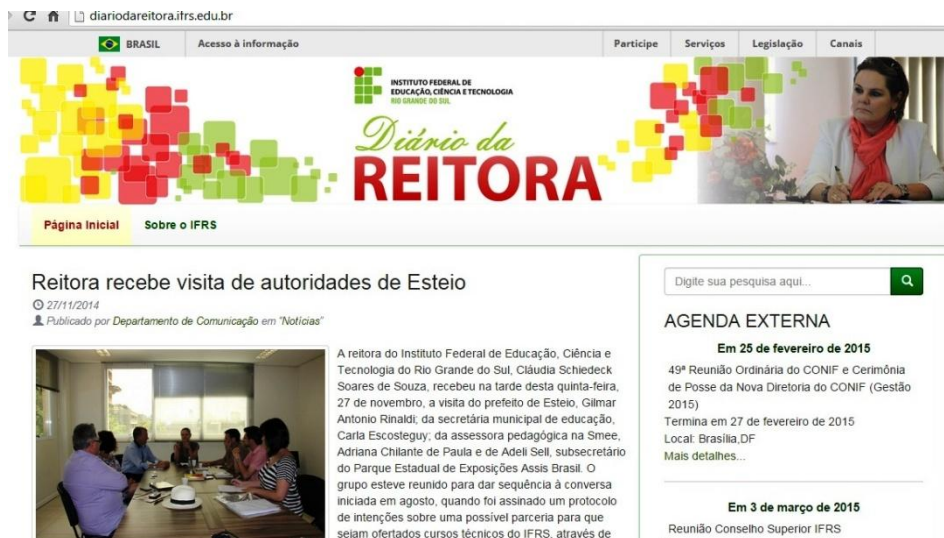 diariodareitora.ifrs.edu.br
BRASIL
Acesso à informação
Participe
Serviços
Legislação
Canais
INSTITUTO FEDERAL DE
EDUCAÇÃO, CIÊNCIA E TECNOLOGIA
RIO GRANDE DO SUL
Diário da
REITORA
Página Inicial
Sobre o IFRS
Reitora recebe visita de autoridades de Esteio
27/11/2014
Publicado por Departamento de Comunicação em "Notícias"
A reitora do Instituto Federal de Educação, Ciência e
Tecnologia do Rio Grande do Sul, Cláudia Schiedeck
Soares de Souza, recebeu na tarde desta quinta-feira,
27 de novembro, a visita do prefeito de Esteio, Gilmar
Antonio Rinaldi; da secretária municipal de educação,
Carla Escosteguy; da assessora pedagógica na Smee,
Adriana Chilante de Paula e de Adeli Sell, subsecretário
do Parque Estadual de Exposições Assis Brasil. O
grupo esteve reunido para dar sequência à conversa
iniciada em agosto, quando foi assinado um protocolo
de intenções sobre uma possível parceria para que
sejam ofertados cursos técnicos do IFRS, através de
Digite sua pesquisa aqui...
AGENDA EXTERNA
Em 25 de fevereiro de 2015
49ª Reunião Ordinária do CONIF e Cerimônia
de Posse da Nova Diretoria do CONIF (Gestão
2015)
Termina em 27 de fevereiro de 2015
Local: Brasília,DF
Mais detalhes...
Em 3 de março de 2015
Reunião Conselho Superior IFRS